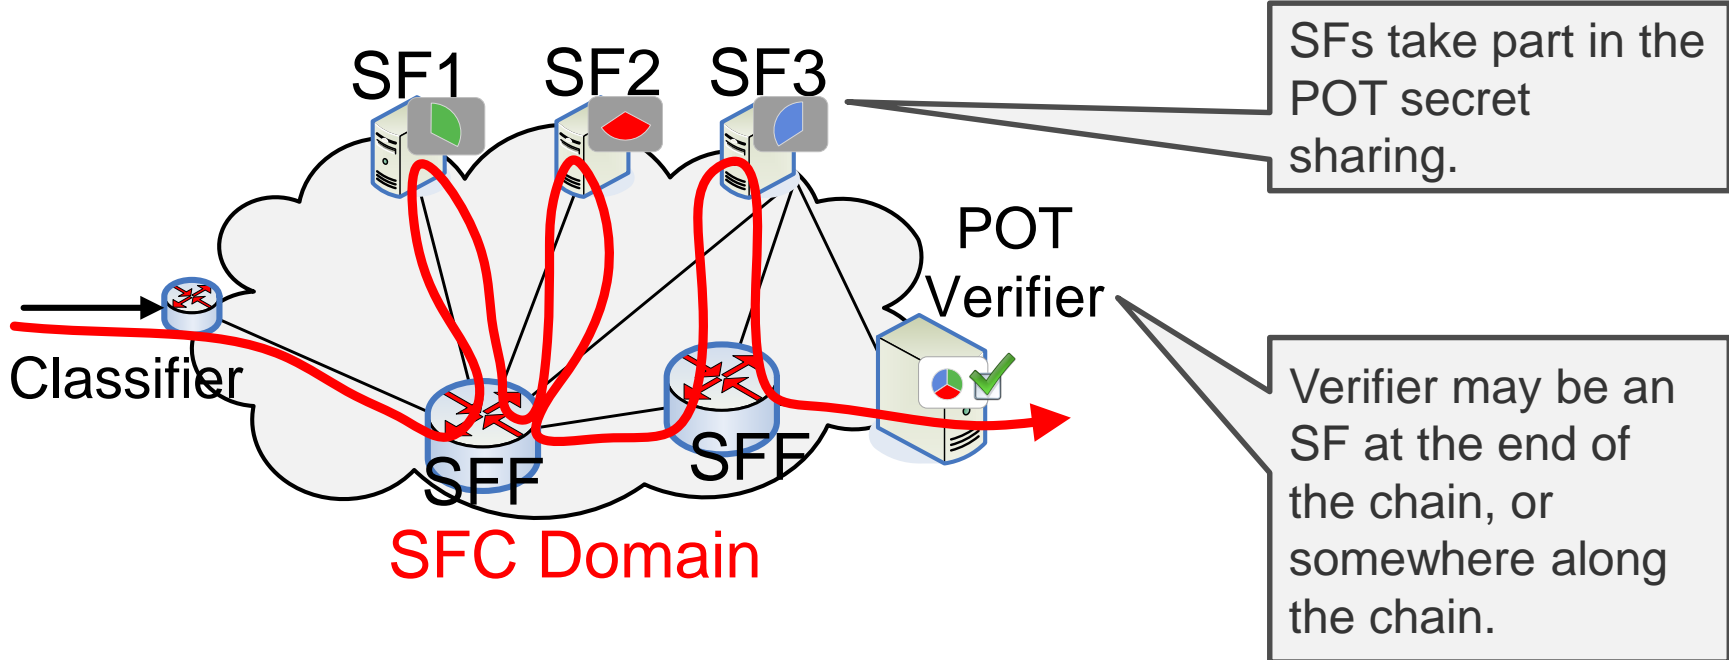 SF1
SF2
SF3
SFs take part in the
POT secret
sharing.
POT
Verifier
Classifier
SFF
SFF
SFC Domain
Verifier may be an
SF at the end of
the chain, or
somewhere along
the chain.